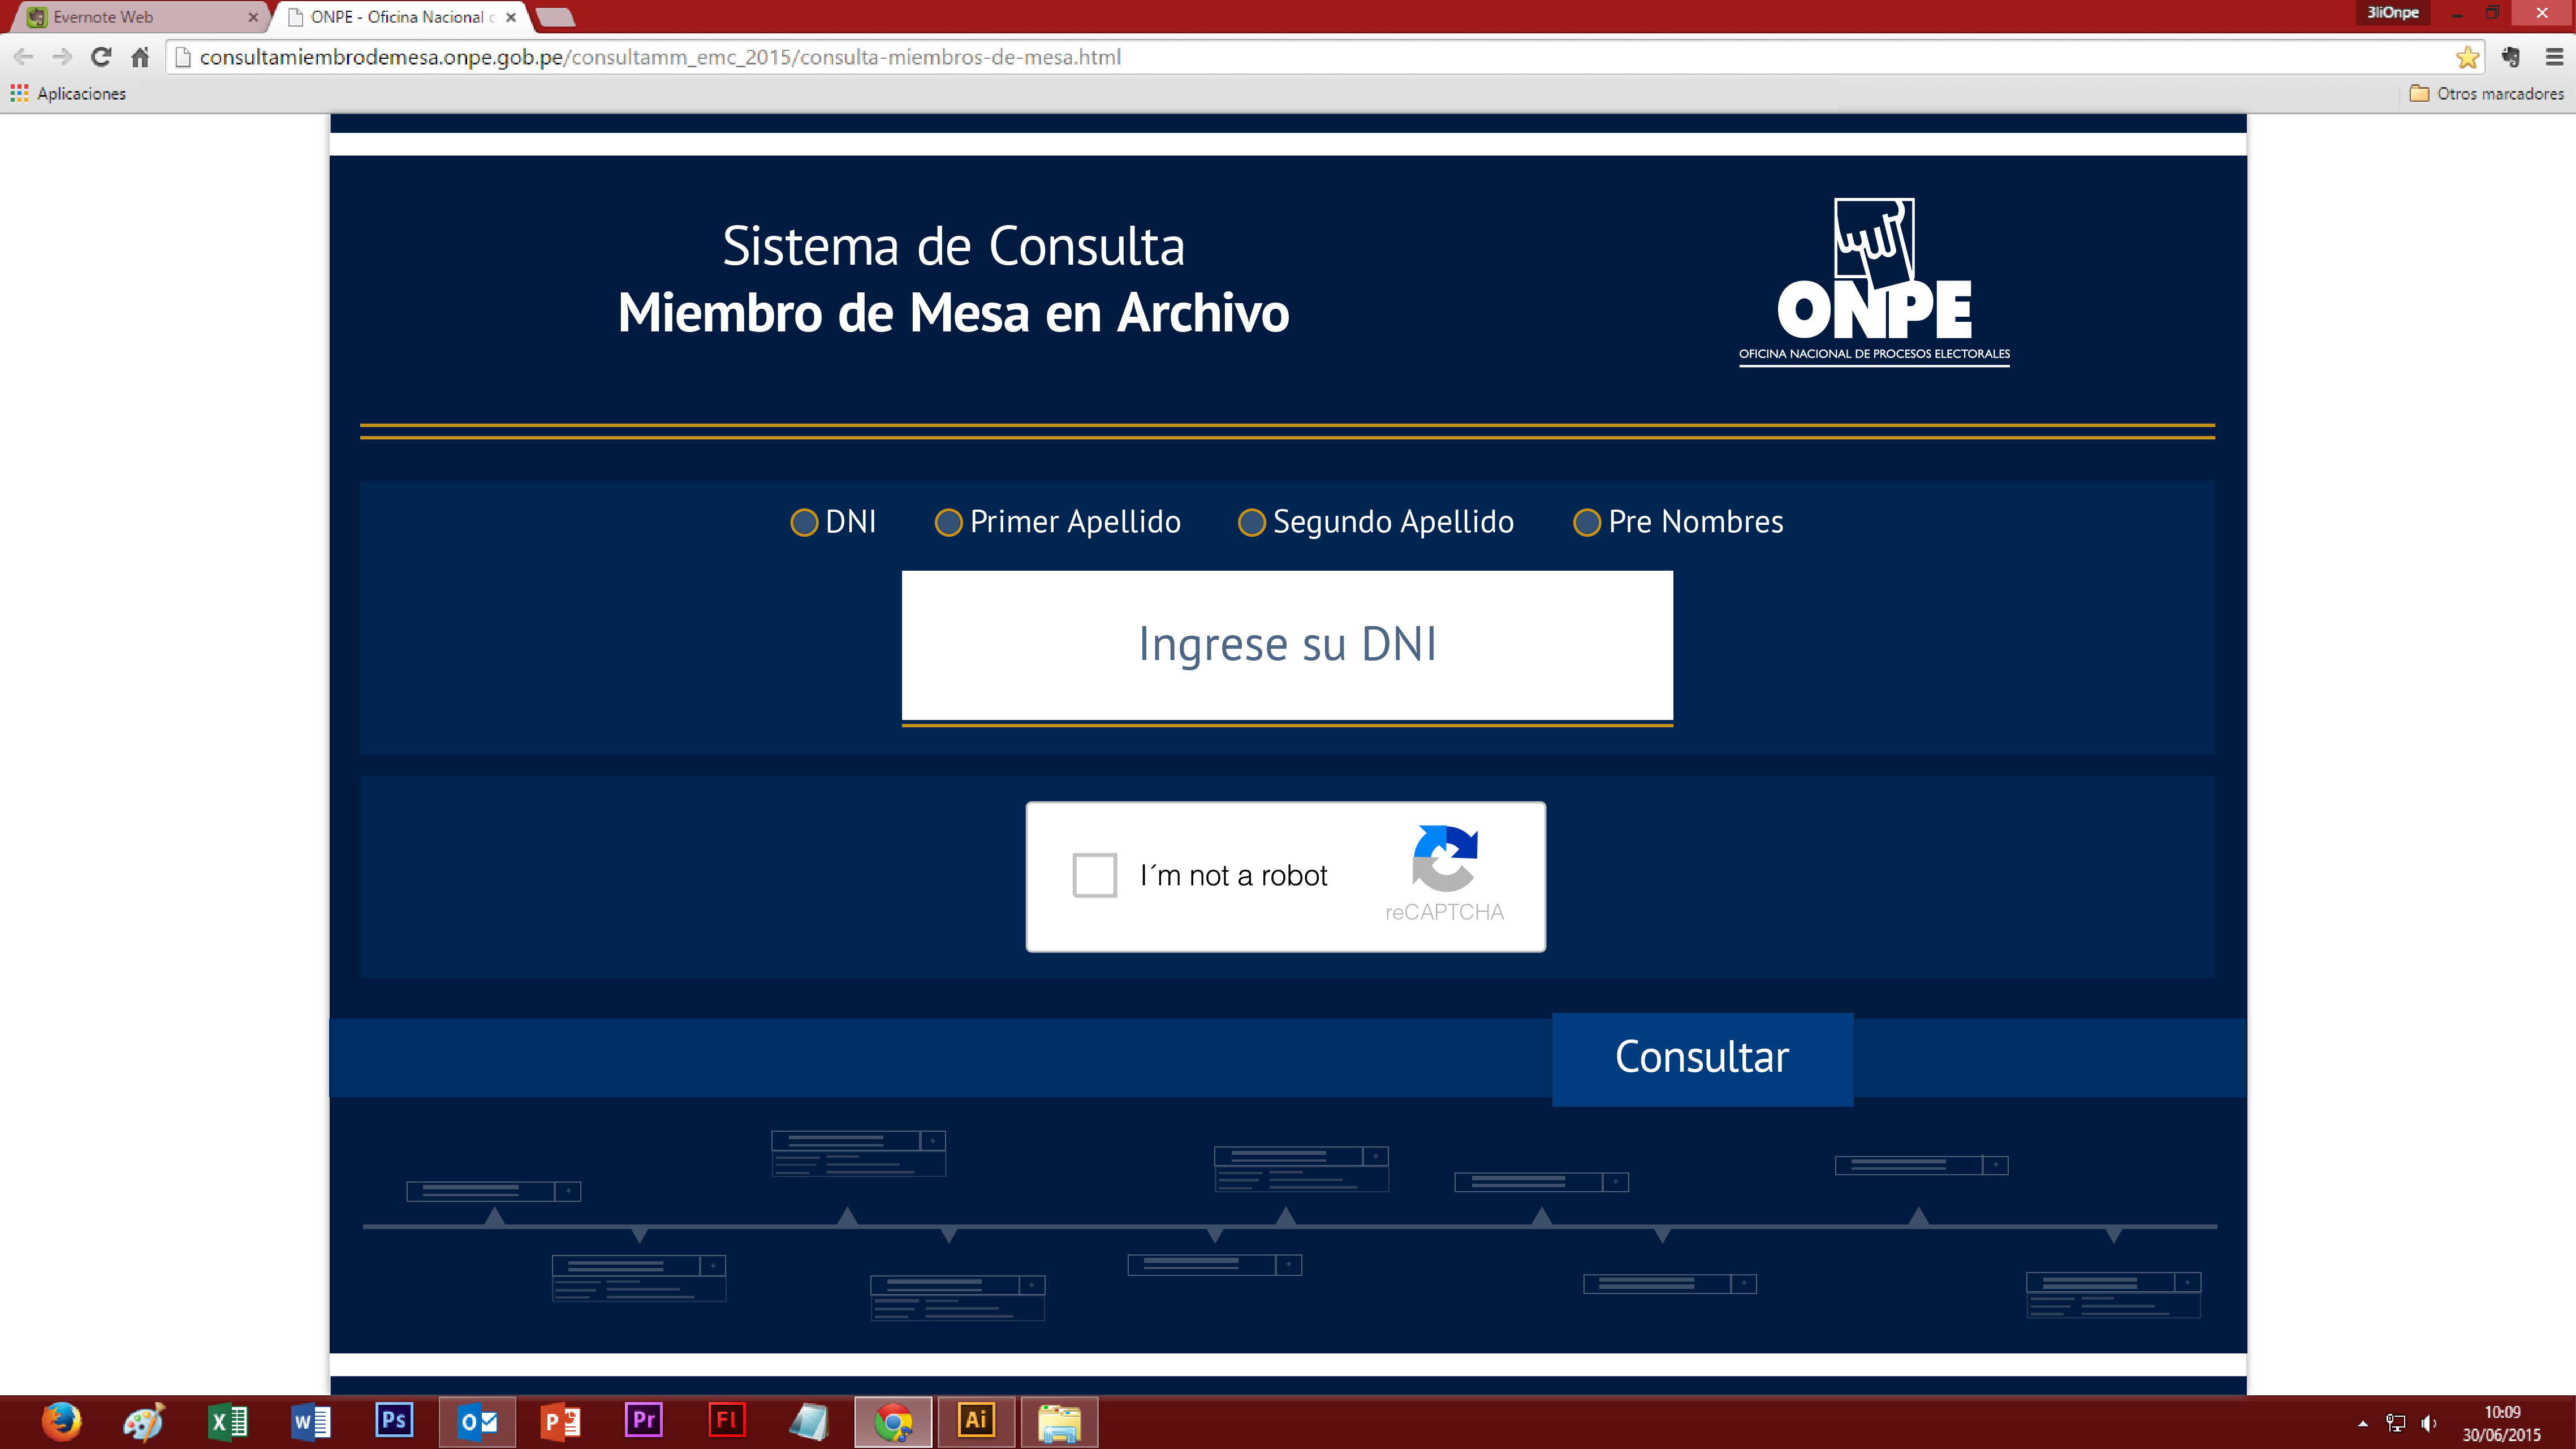 Evernote Web
ONPE - Oficina Nacional
3liOnpe
consultamiembrodemesa.onpe.gob.pe/consultamm_emc_2015/consulta-miembros-de-mesa.html
Aplicaciones
Otros marcadores
Sistema de Consulta
Miembro de Mesa en Archivo
ONPE
OFICINA NACIONAL DE PROCESOS ELECTORALES
DNI Primer Apellido Segundo Apellido Pre Nombres
Ingrese su DNI
I´m not a robot
reCAPTCHA
Consultar
Ps
Pr
Fl
Ai
10:09
30/06/2015